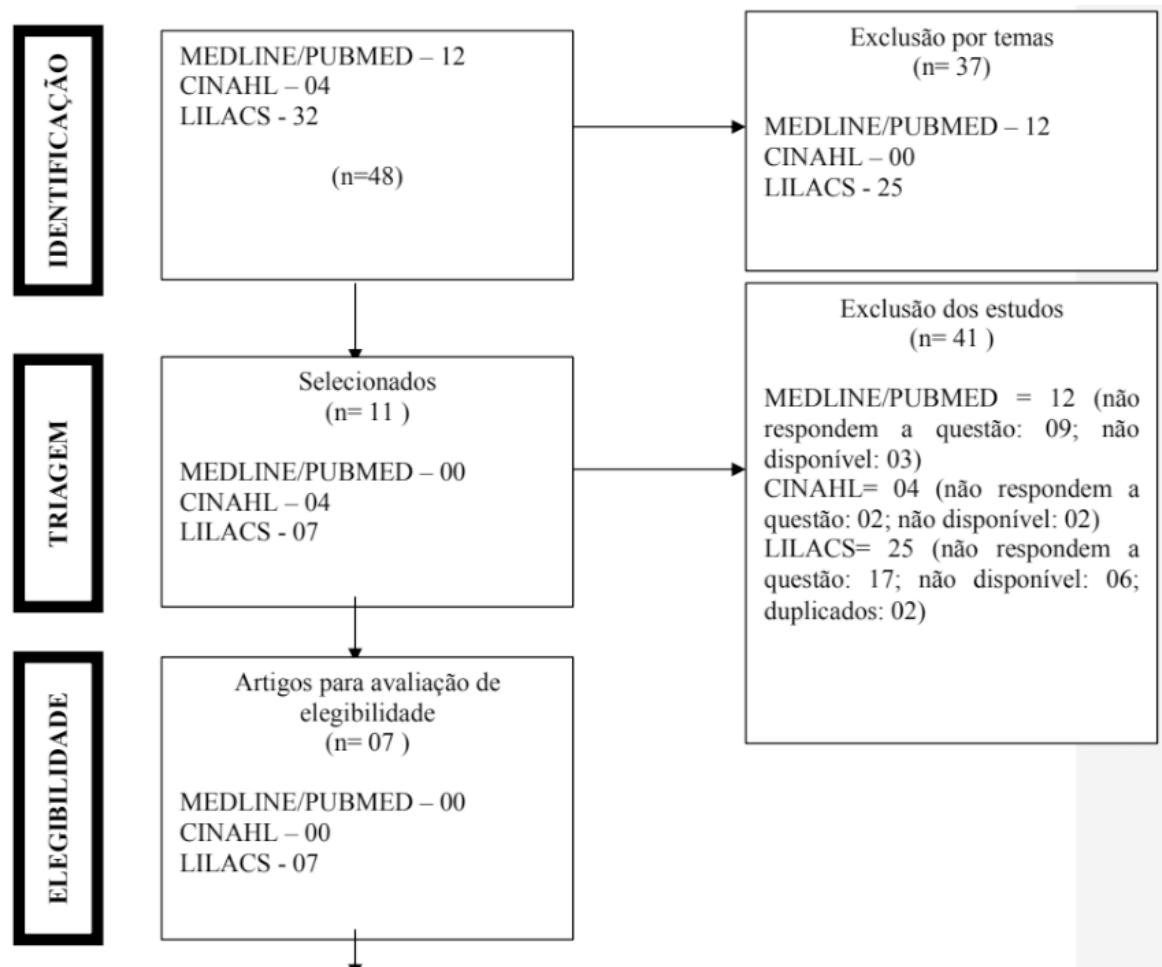 IDENTIFICAÇÃO
MEDLINE/PUBMED – 12
CINAHL – 04
LILACS - 32
(n=48)
Exclusão por temas
(n= 37)
MEDLINE/PUBMED – 12
CINAHL – 00
LILACS - 25
TRIAGEM
Selecionados
(n= 11 )
MEDLINE/PUBMED – 00
CINAHL – 04
LILACS - 07
Exclusão dos estudos
(n= 41 )
MEDLINE/PUBMED = 12 (não
respondem a questão: 09; não
disponível: 03)
CINAHL= 04 (não respondem a
questão: 02; não disponível: 02)
LILACS= 25 (não respondem a
questão: 17; não disponível: 06;
duplicados: 02)
ELEGIBILIDADE
Artigos para avaliação de
elegibilidade
(n= 07 )
MEDLINE/PUBMED – 00
CINAHL – 00
LILACS - 07